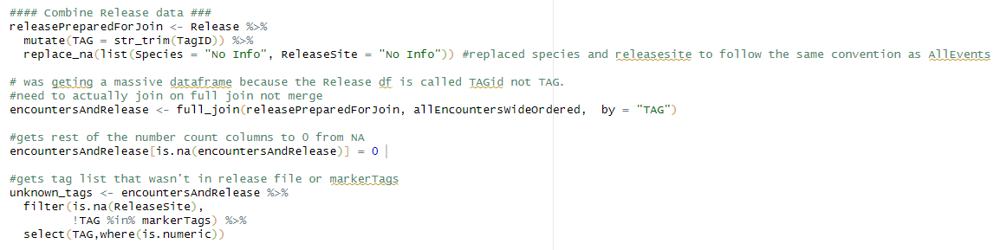 #### Combine Release data ###
releasePreparedForJoin <- Release %>%
  mutate(TAG = str_trim(TagID)) %>%
  replace_na(list(Species = "No Info", ReleaseSite = "No Info")) #replaced species and releasesite to follow the same convention as AllEvents

# was geting a massive dataframe because the Release df is called TAGid not TAG.
#need to actually join on full join not merge
encountersAndRelease <- full_join(releasePreparedForJoin, allEncountersWideOrdered,  by = "TAG")

#gets rest of the number count columns to 0 from NA
encountersAndRelease[is.na(encountersAndRelease)] = 0

#gets tag list that wasn't in release file or markerTags
unknown_tags <- encountersAndRelease %>%
  filter(is.na(ReleaseSite),
         !TAG %in% markerTags) %>%
  select(TAG,where(is.numeric))